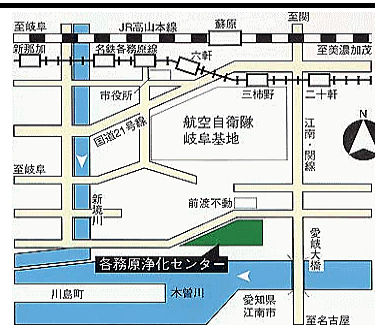 至岐阜
JR高山本線
蘇原
至関
至美濃加茂
新那加
名鉄各務原線
六軒
三柿野
二十軒
市役所
国道21号線
航空自衛隊
岐阜基地
江南・関線
N
至岐阜
新境川
前渡不動
愛岐大橋
各務原浄化センター
川島町
木曽川
愛知県
江南市
至名古屋